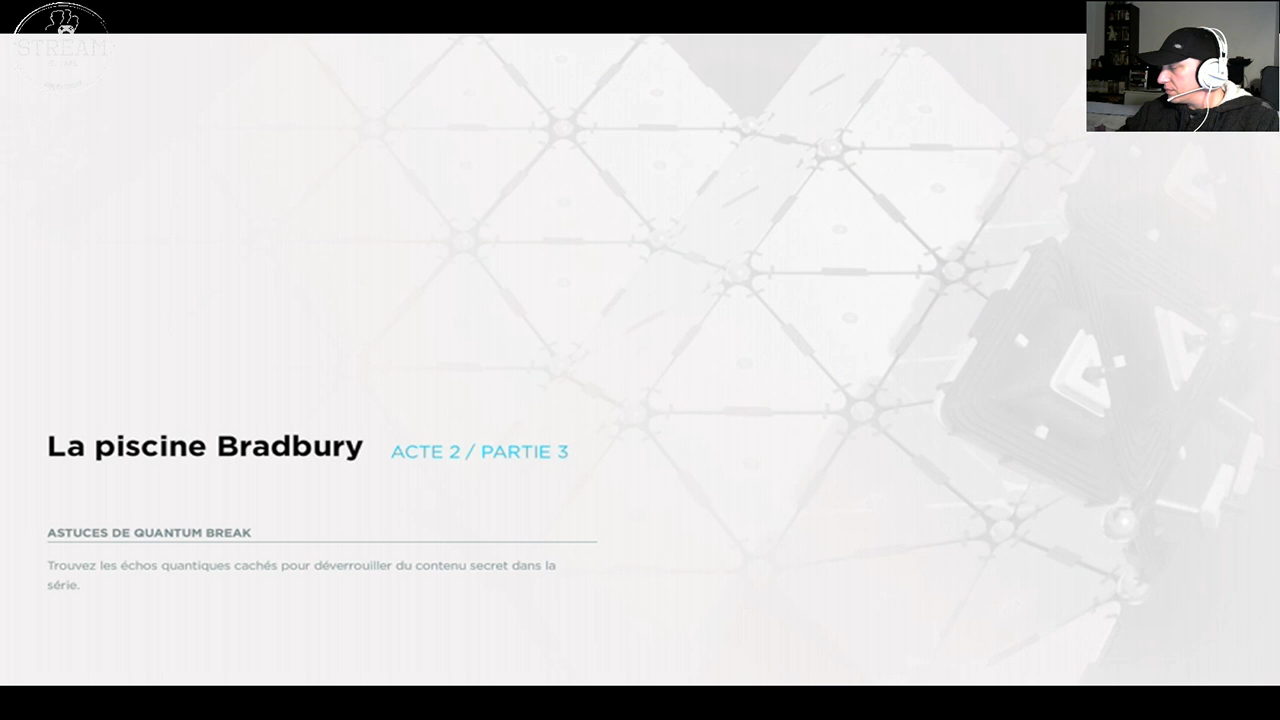 STREAM
La piscine Bradbury ACTE 2 / PARTIE 3
ASTUCES DE QUANTUM BREAK
Trouvez les échos quantiques cachés pour déverrouiller du contenu secret dans la
série.